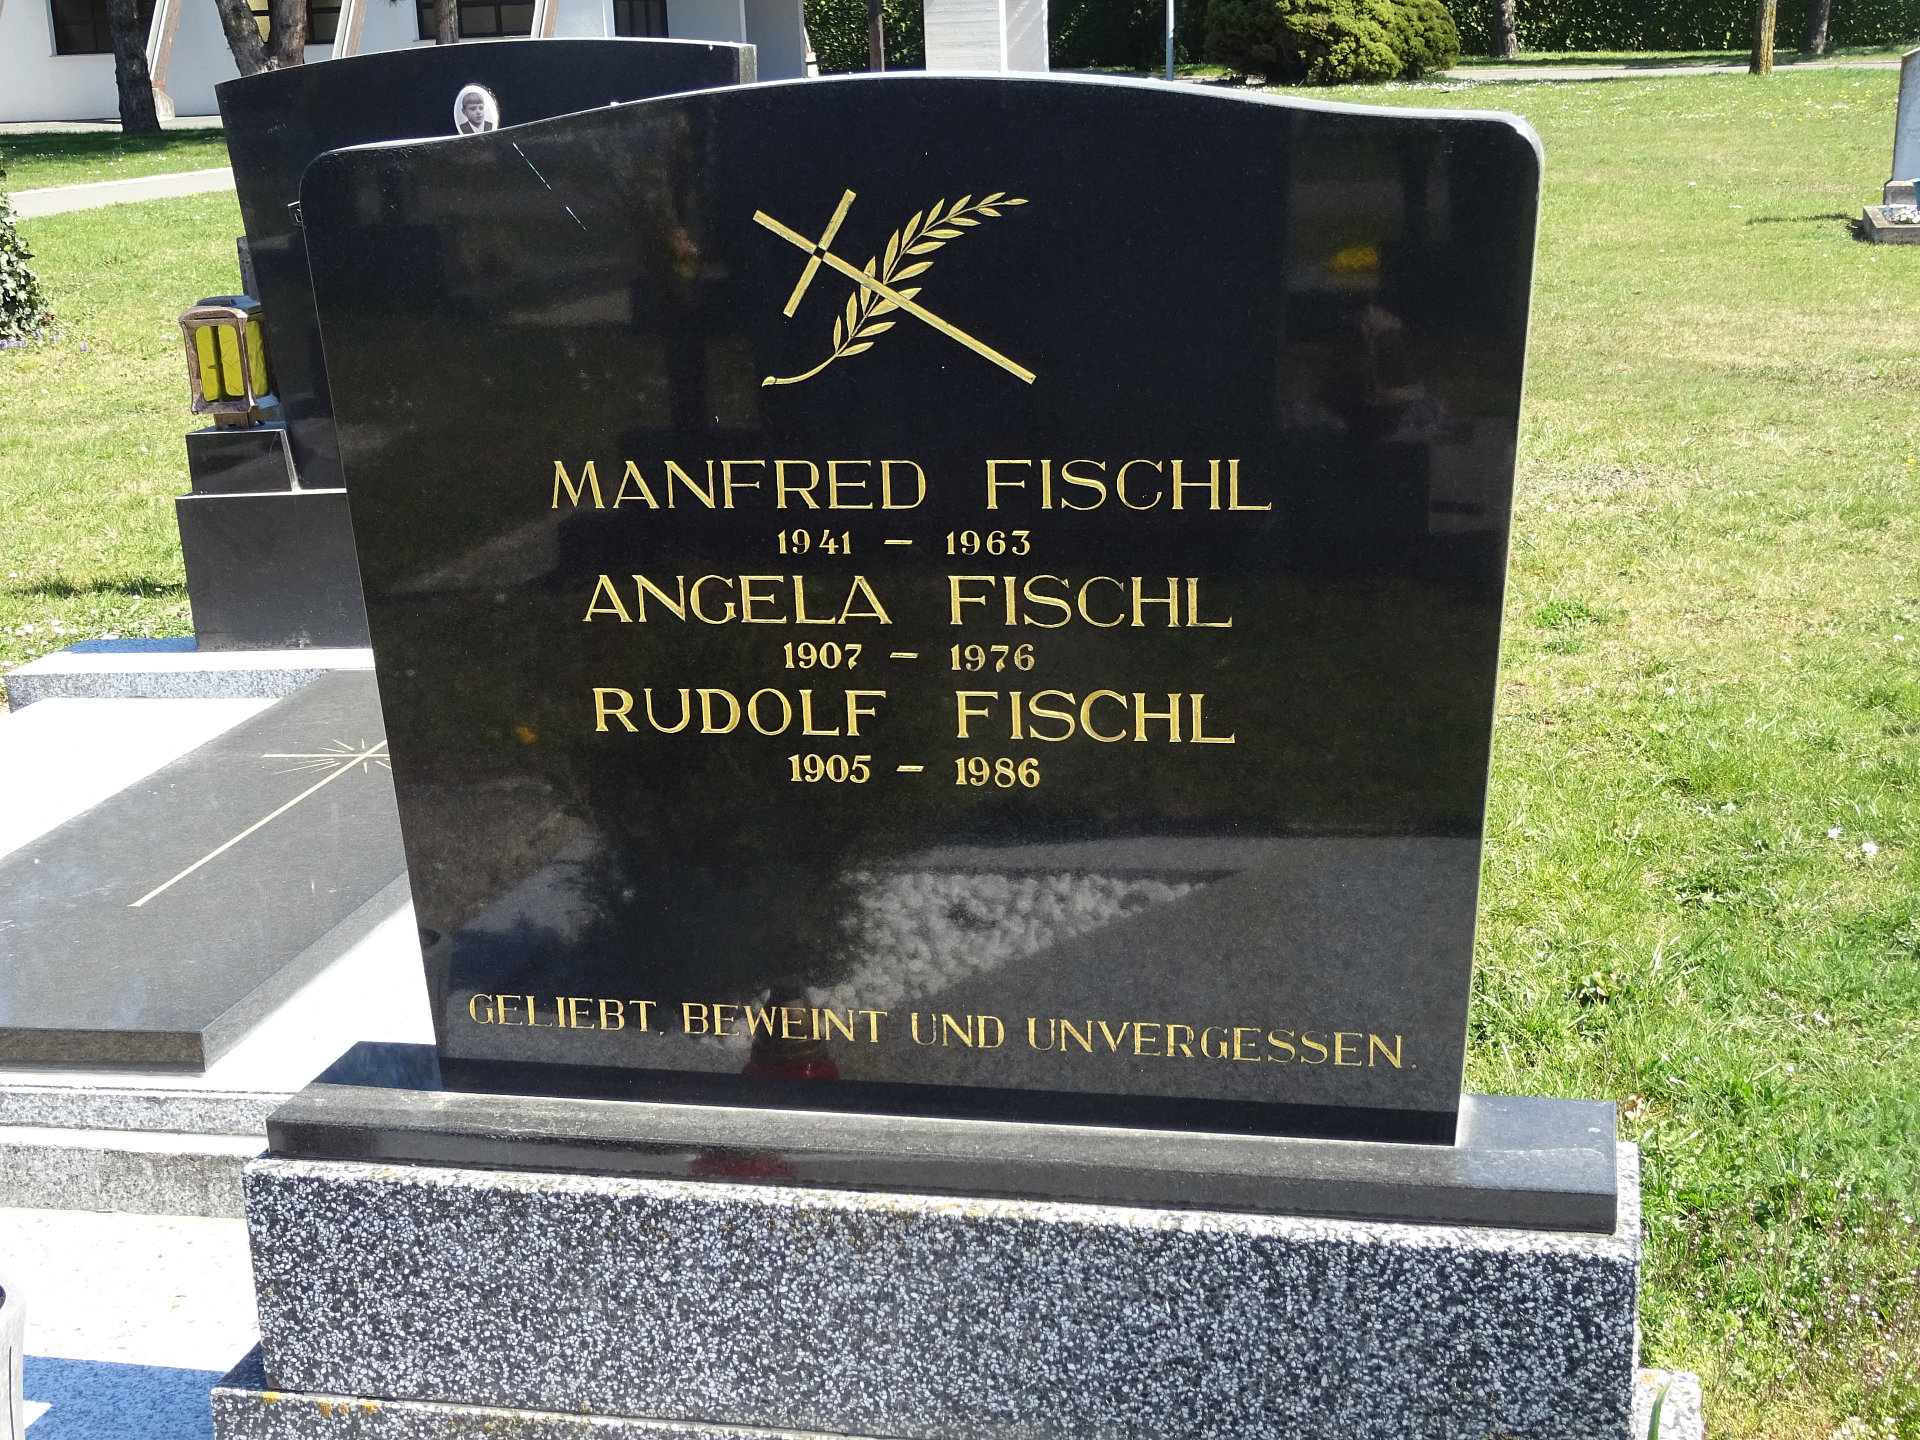 MANFRED FISCHL
1941 – 1963
ANGELA FISCHL
1907 – 1976
RUDOLF FISCHL
1905 – 1986
GELIEBT, BEWEINT UND UNVERGESSEN.